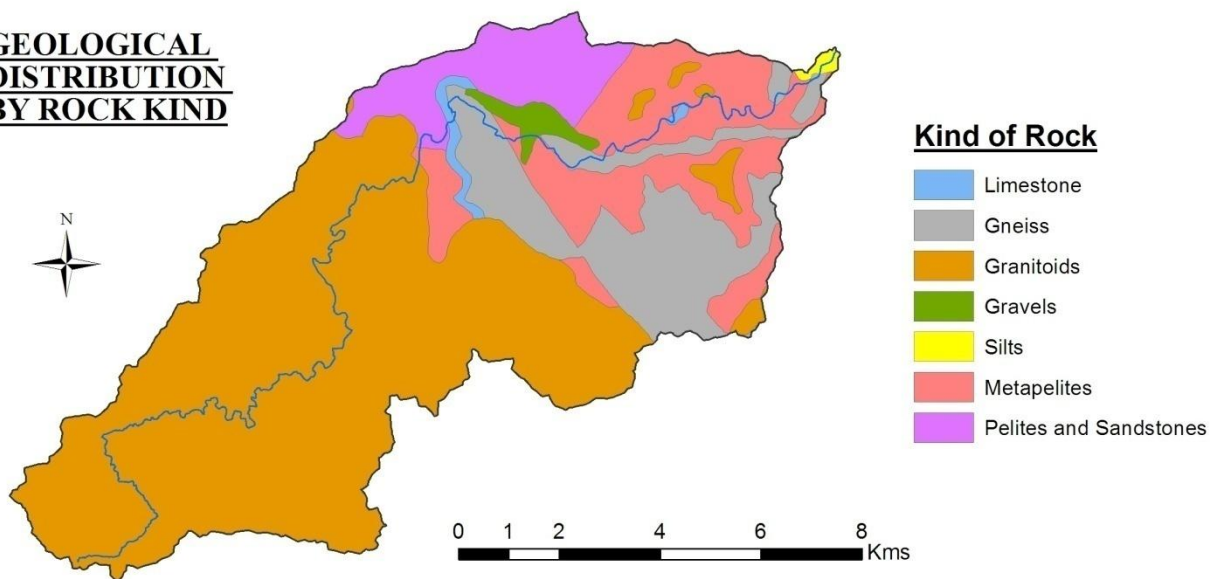 GEOLOGICAL
DISTRIBUTION
BY ROCK KIND
N
Kind of Rock
Limestone
Gneiss
Granitoids
Gravels
Silts
Metapelites
Pelites and Sandstones
0 1 2 4 6 8
Kms